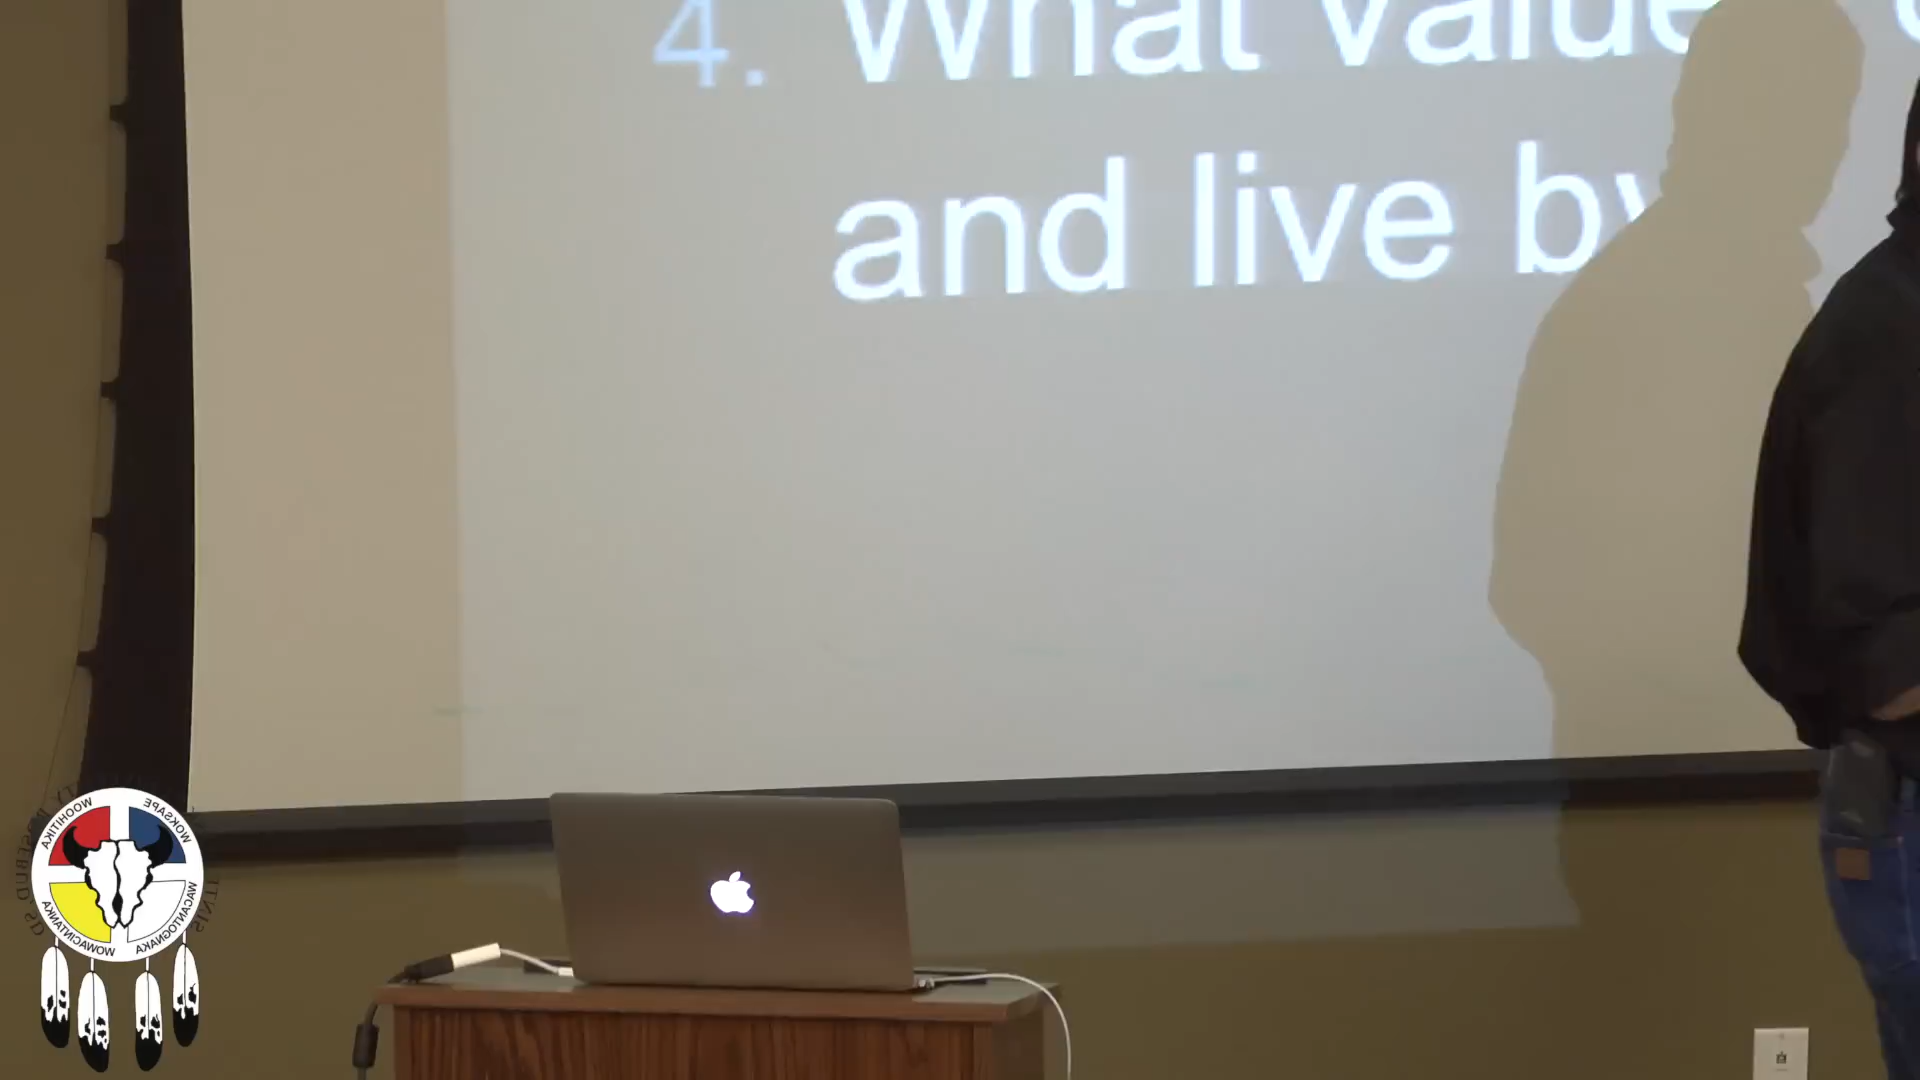 4. What value
and live by
WOOHITIKA
WOKSAPE
WOWACINTANKA
WACANTOGNAKA